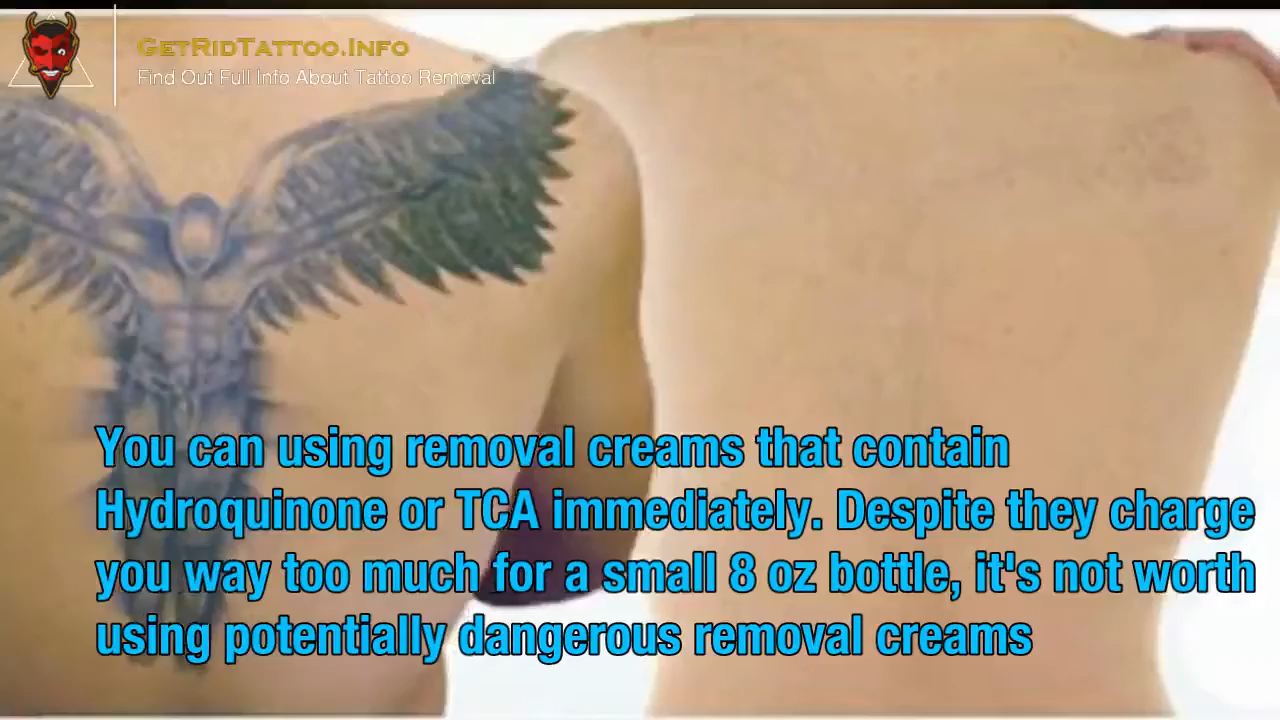 GetRidTattoo.Info
Find Out Full Info About Tattoo Removal
You can using removal creams that contain
Hydroquinone or TCA immediately. Despite they charge
you way too much for a small 8 oz bottle, it's not worth
using potentially dangerous removal creams